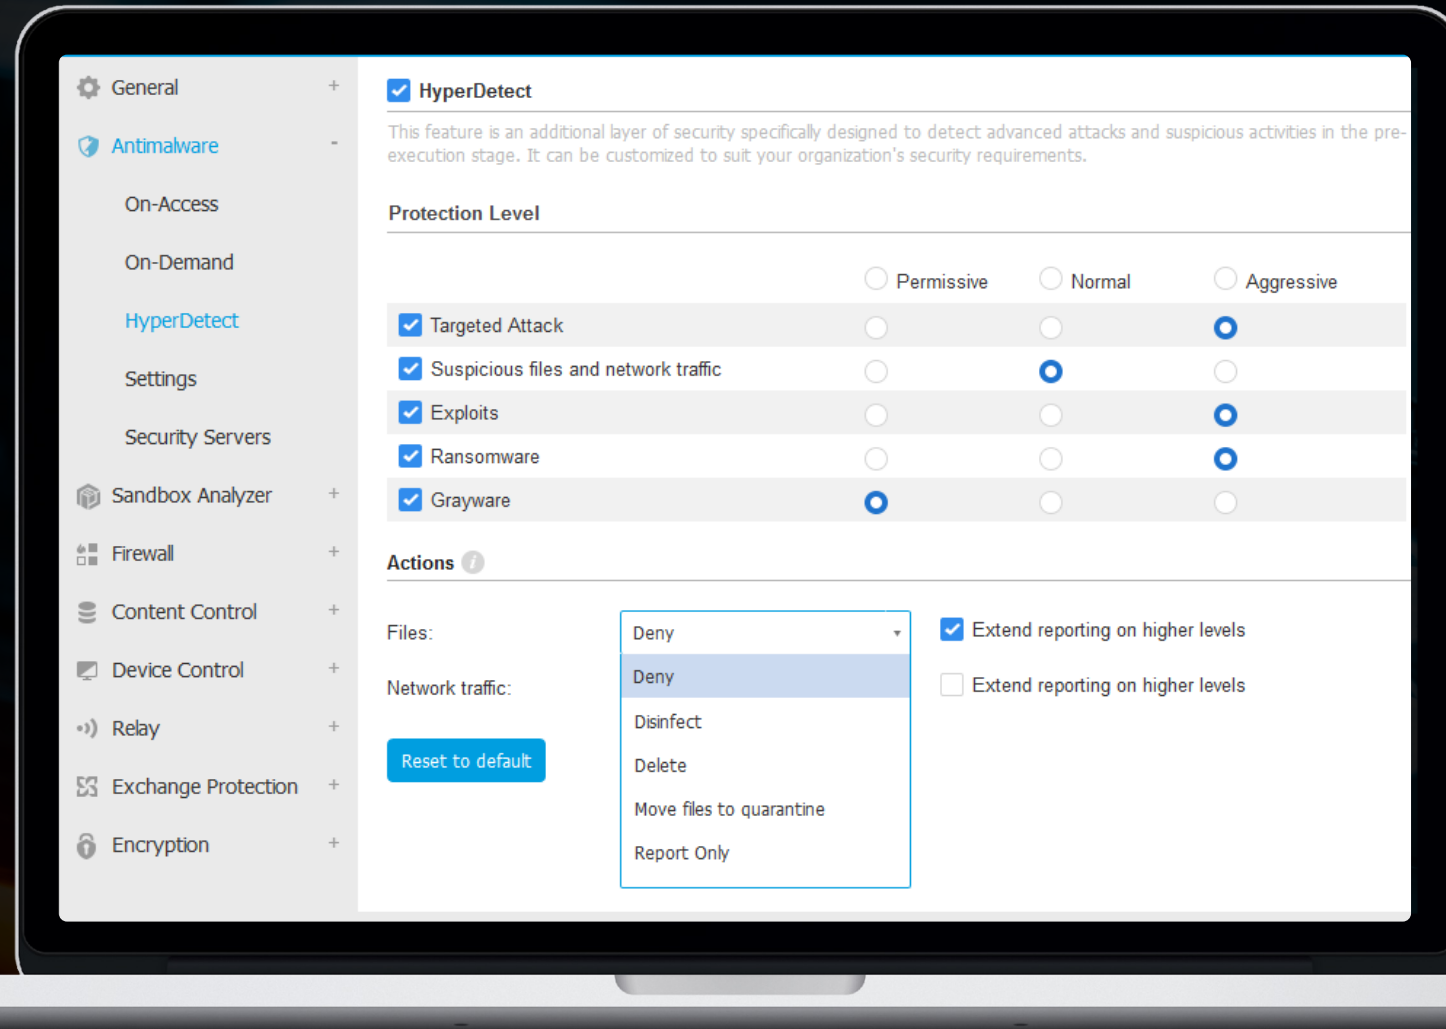 General +
Antimalware -
On-Access
On-Demand
HyperDetect
Settings
Security Servers
Sandbox Analyzer +
Firewall +
Content Control +
Device Control +
Relay +
Exchange Protection +
Encryption +
HyperDetect
This feature is an additional layer of security specifically designed to detect advanced attacks and suspicious activities in the pre-
execution stage. It can be customized to suit your organization's security requirements.
Protection Level
Permissive Normal Aggressive
Targeted Attack
Suspicious files and network traffic
Exploits
Ransomware
Grayware
Actions i
Files: Deny Extend reporting on higher levels
Deny
Network traffic: Extend reporting on higher levels
Disinfect
Reset to default
Delete
Move files to quarantine
Report Only